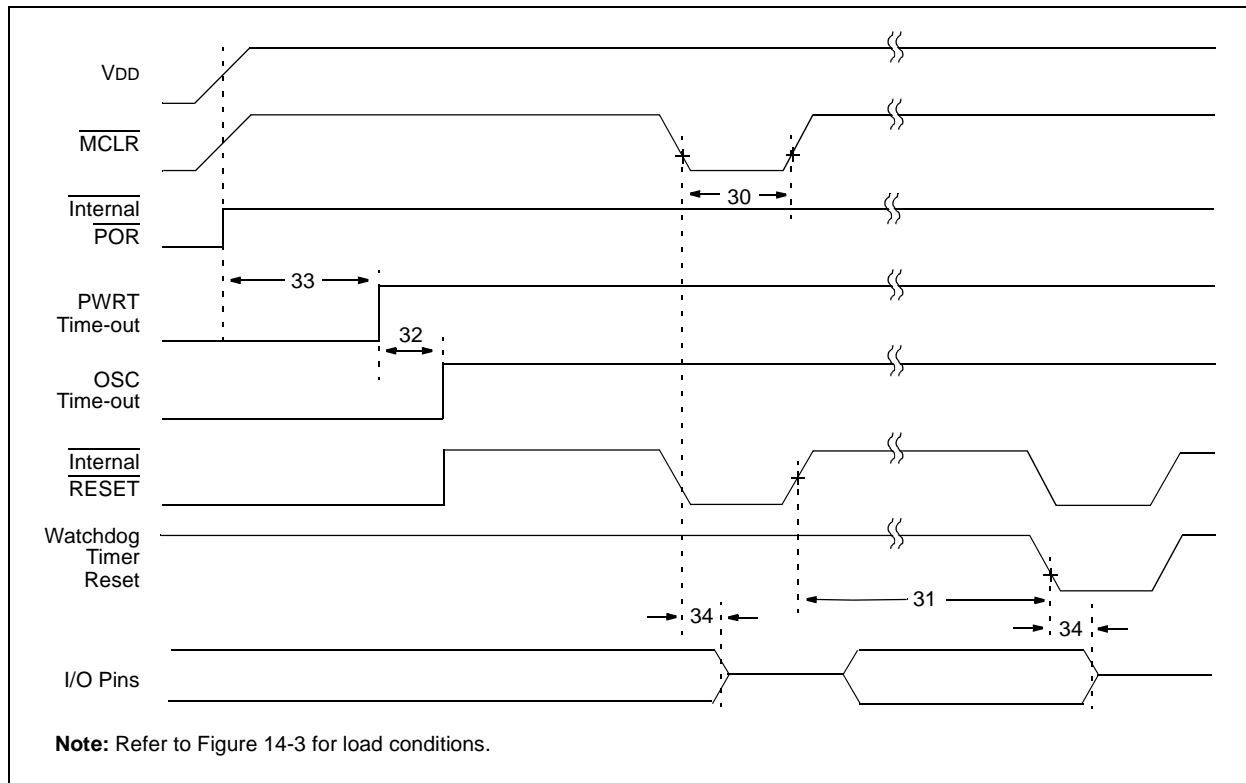 VDD
MCLR
Internal
POR
30
33
PWRT
Time-out
32
OSC
Time-out
Internal
RESET
Watchdog
Timer
Reset
31
34
34
I/O Pins
Note: Refer to Figure 14-3 for load conditions.